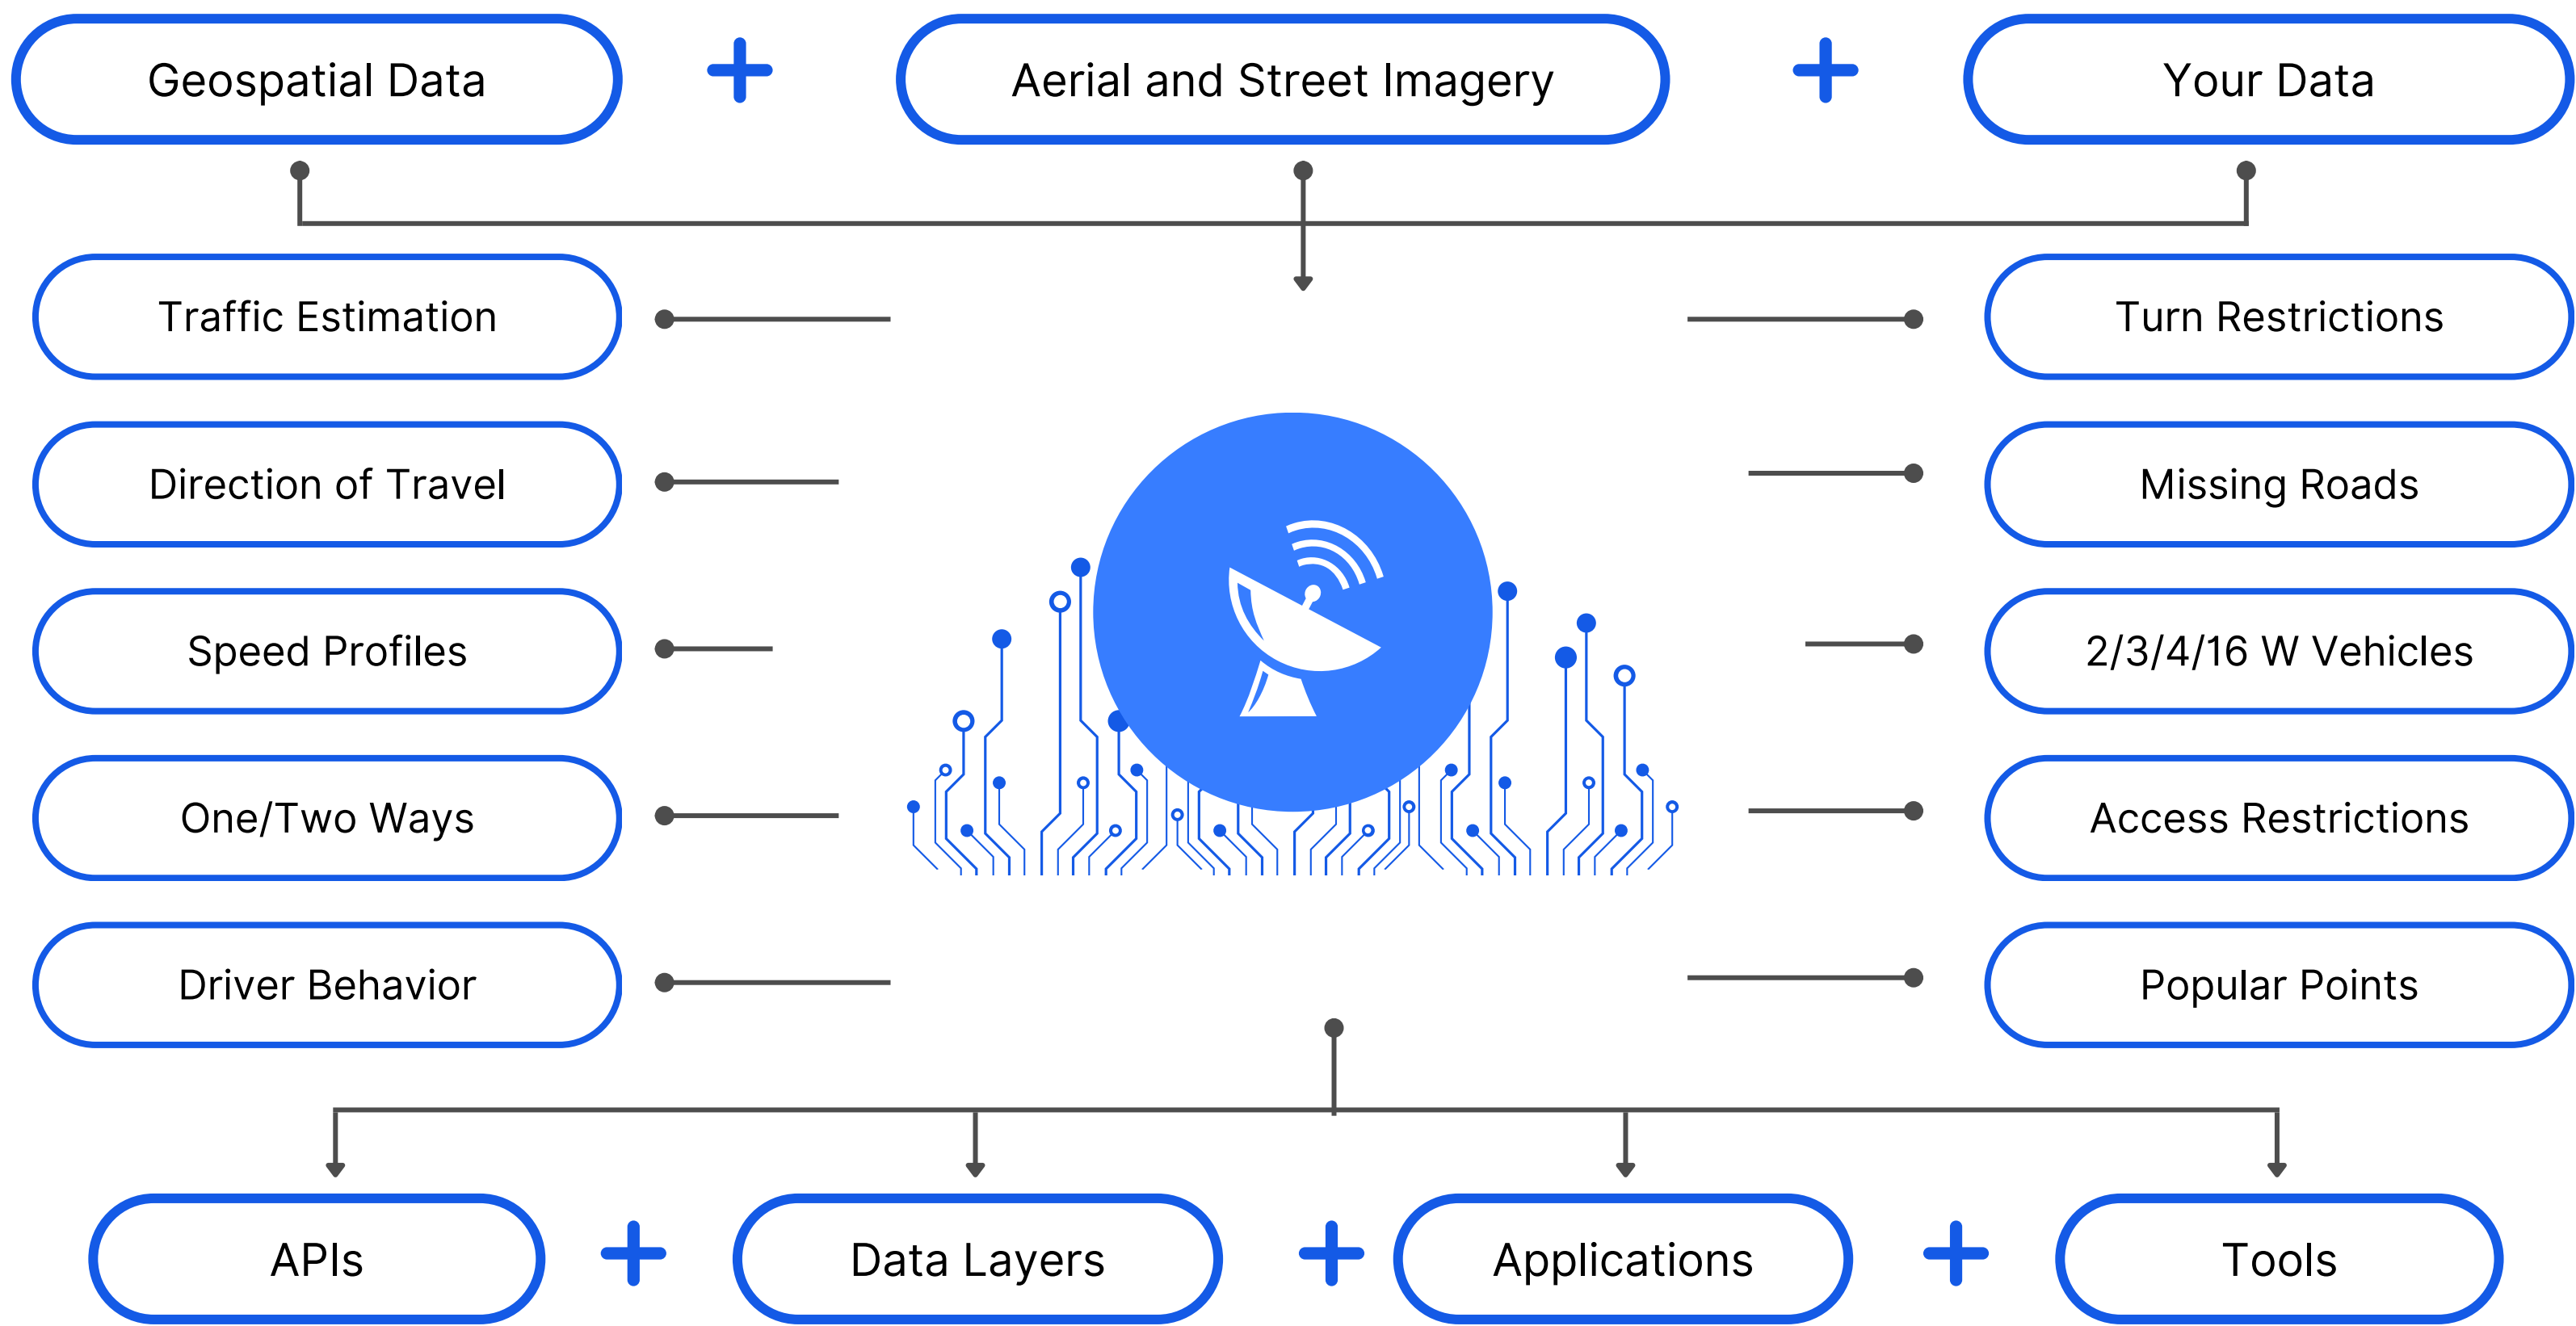 Geospatial Data
Aerial and Street Imagery
Your Data
Traffic Estimation
Turn Restrictions
Direction of Travel
Missing Roads
Speed Profiles
2/3/4/16 W Vehicles
One/Two Ways
Access Restrictions
Driver Behavior
Popular Points
APIs
Data Layers
Applications
Tools